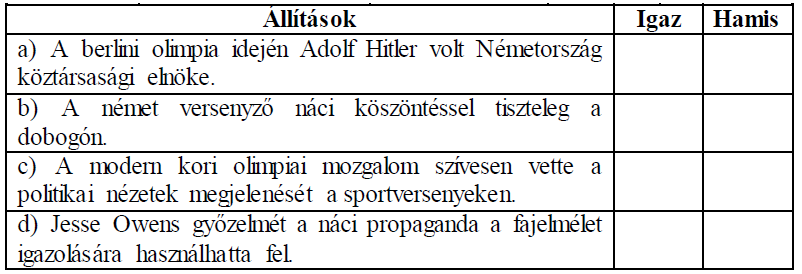 Állítások Igaz Hamis
a) A berlini olimpia idején Adolf Hitler volt Németország
köztársasági elnöke.
b) A német versenyző náci köszöntéssel tiszteleg a
dobogón.
c) A modern kori olimpiai mozgalom szívesen vette a
politikai nézetek megjelenését a sportversenyeken.
d) Jesse Owens győzelmét a náci propaganda a fajelmélet
igazolására használhatta fel.